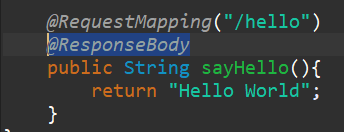 @RequestMapping("/hello")
@ResponseBody
public String sayHello(){
return "Hello World";
}